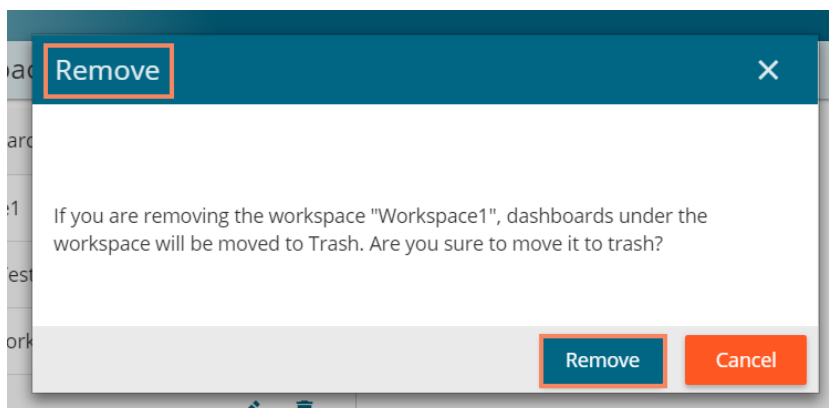 Remove
If you are removing the workspace "Workspace1", dashboards under the
workspace will be moved to Trash. Are you sure to move it to trash?
Remove
Cancel